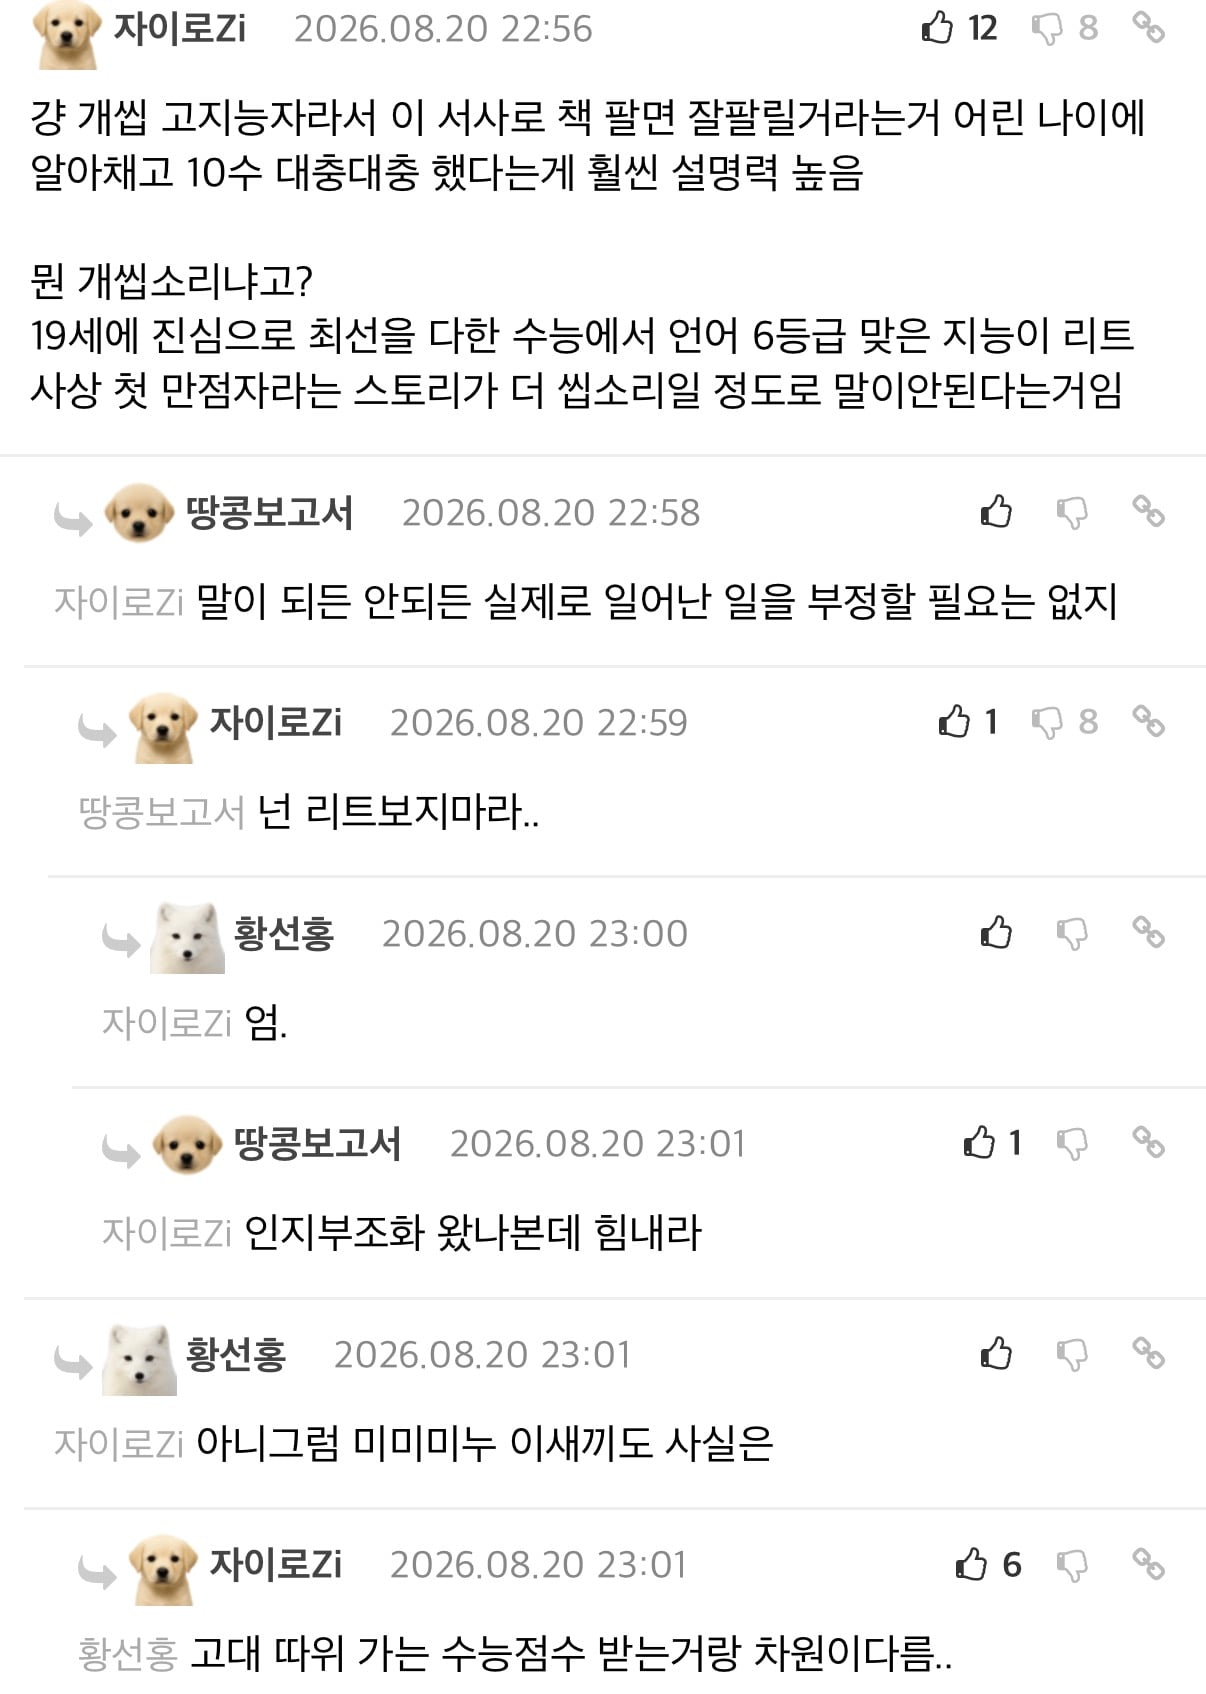 자이로Zi 2026.08.20 22:56 12 8
걍 개씹 고지능자라서 이 서사로 책 팔면 잘팔릴거라는거 어린 나이에
알아채고 10수 대충대충 했다는게 훨씬 설명력 높음
뭔 개씹소리냐고?
19세에 진심으로 최선을 다한 수능에서 언어 6등급 맞은 지능이 리트
사상 첫 만점자라는 스토리가 더 씹소리일 정도로 말이안된다는거임
땅콩보고서 2026.08.20 22:58
자이로Zi 말이 되든 안되든 실제로 일어난 일을 부정할 필요는 없지
자이로Zi 2026.08.20 22:59 1 8
땅콩보고서 넌 리트보지마라..
황선홍 2026.08.20 23:00
자이로Zi 엄.
땅콩보고서 2026.08.20 23:01 1
자이로Zi 인지부조화 왔나본데 힘내라
황선홍 2026.08.20 23:01
자이로Zi 아니그럼 미미미누 이새끼도 사실은
자이로Zi 2026.08.20 23:01 6
황선홍 고대 따위 가는 수능점수 받는거랑 차원이다름..